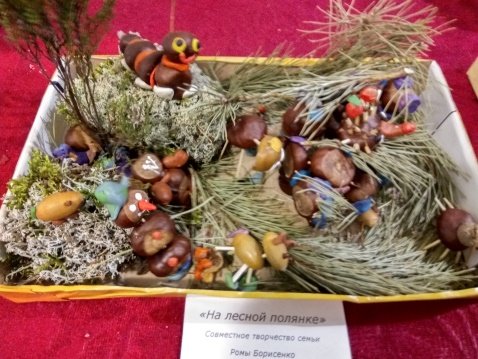 «На лесной полянке»
Совместное творчество семьи
Ромы Борисенко